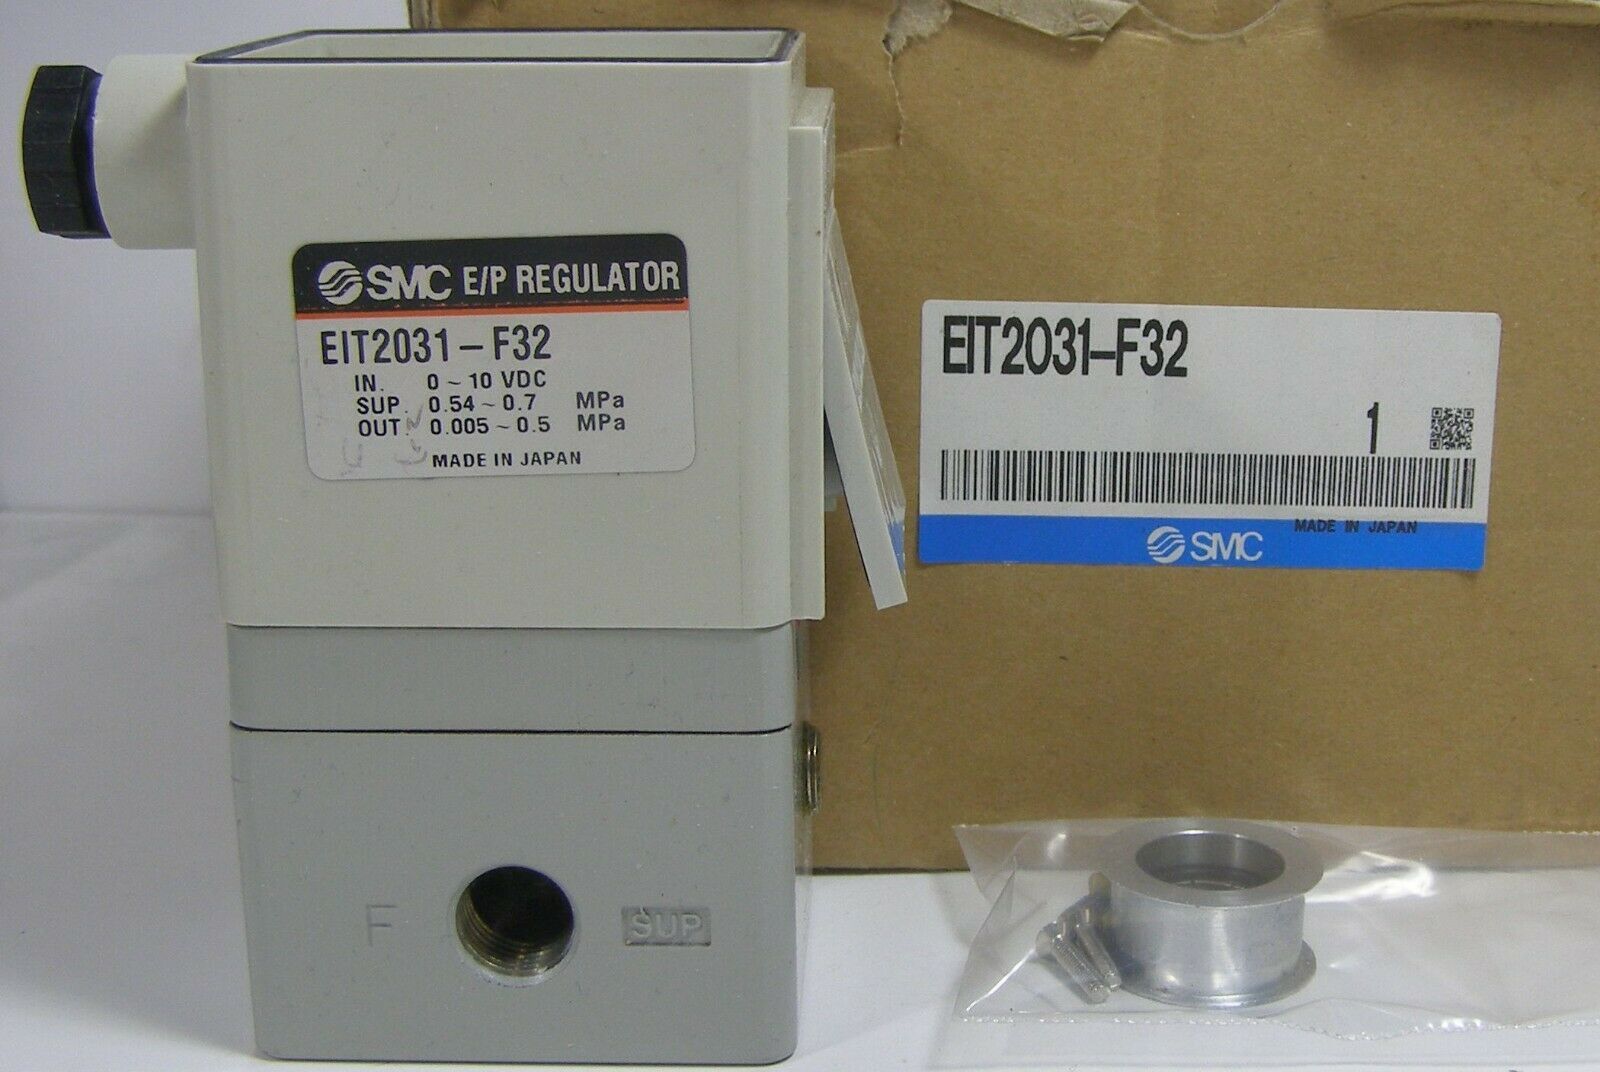 SMC E/P REGULATOR
EIT2031-F32
IN. 0~10 VDC
SUP. 0.54~0.7 MPa
OUT. 0.005~0.5 MPa
MADE IN JAPAN
F
SUP
EIT2031-F32
1
MADE IN JAPAN
SMC